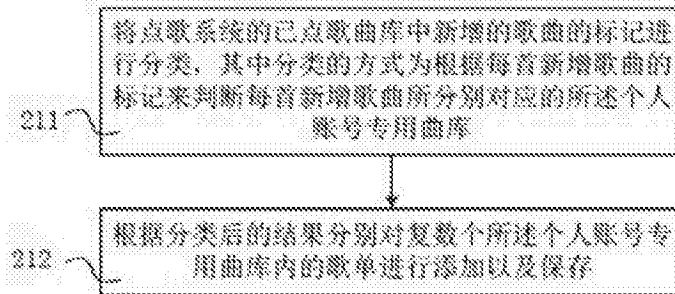 将点歌系统的已点歌曲库中新增的歌曲的标记进
行分类，其中分类的方式为根据每首新增歌曲的
标记来判断每首新增歌曲所分别对应的所述个人
账号专用曲库
211
根据分类后的结果分别对复数个所述个人账号专
用曲库内的歌单进行添加以及保存
212